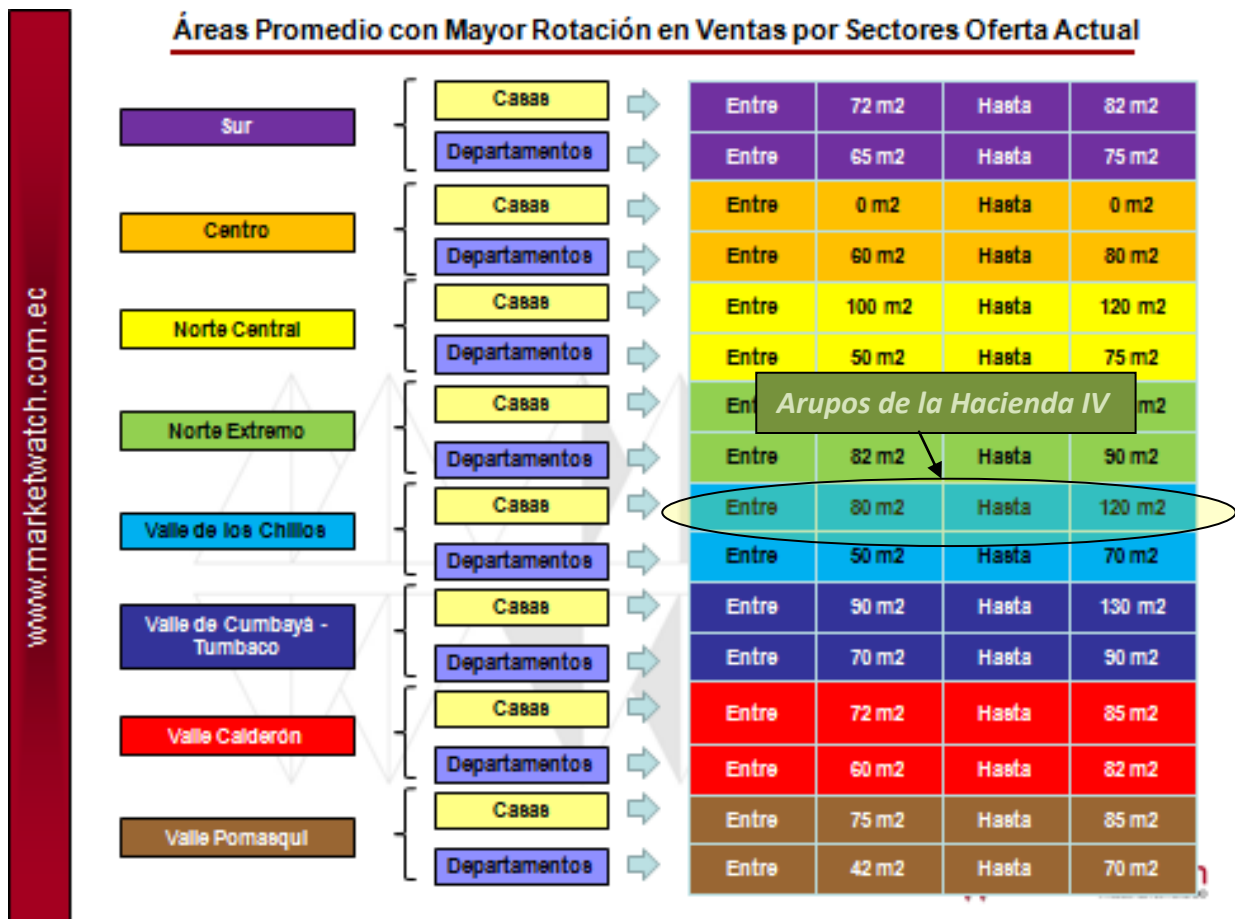 Áreas Promedio con Mayor Rotación en Ventas por Sectores Oferta Actual
www.marketwatch.com.ec
Sur
Casas Entre 72 m2 Hasta 82 m2
Departamentos Entre 65 m2 Hasta 75 m2
Centro
Casas Entre 0 m2 Hasta 0 m2
Departamentos Entre 60 m2 Hasta 80 m2
Norte Central
Casas Entre 100 m2 Hasta 120 m2
Departamentos Entre 50 m2 Hasta 75 m2
Arupos de la Hacienda IV
Norte Extremo
Casas m2
Departamentos Entre 82 m2 Hasta 90 m2
Valle de los Chillos
Casas Entre 80 m2 Hasta 120 m2
Departamentos Entre 50 m2 Hasta 70 m2
Valle de Cumbayá -
Tumbaco
Casas Entre 90 m2 Hasta 130 m2
Departamentos Entre 70 m2 Hasta 90 m2
Valle Calderón
Casas Entre 72 m2 Hasta 85 m2
Departamentos Entre 60 m2 Hasta 82 m2
Valle Pomasqui
Casas Entre 75 m2 Hasta 85 m2
Departamentos Entre 42 m2 Hasta 70 m2